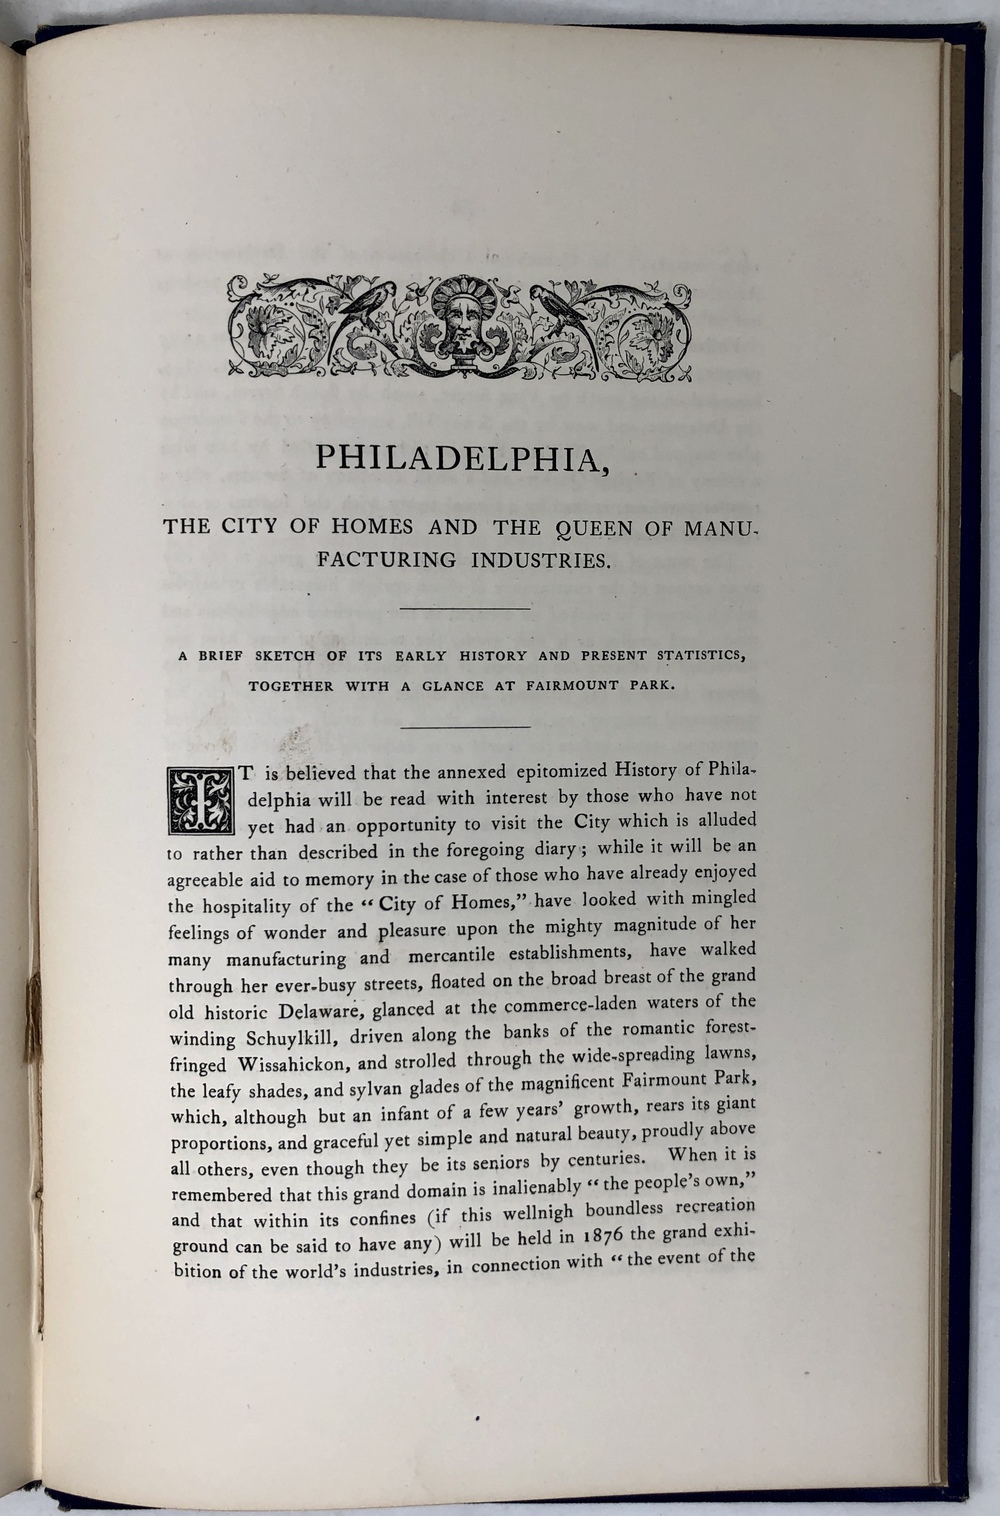 PHILADELPHIA,
THE CITY OF HOMES AND THE QUEEN OF MANU-
FACTURING INDUSTRIES.
A BRIEF SKETCH OF ITS EARLY HISTORY AND PRESENT STATISTICS,
TOGETHER WITH A GLANCE AT FAIRMOUNT PARK.
IT is believed that the annexed epitomized History of Phila-
delphia will be read with interest by those who have not
yet had an opportunity to visit the City which is alluded
to rather than described in the foregoing diary; while it will be an
agreeable aid to memory in the case of those who have already enjoyed
the hospitality of the “City of Homes,” have looked with mingled
feelings of wonder and pleasure upon the mighty magnitude of her
many manufacturing and mercantile establishments, have walked
through her ever-busy streets, floated on the broad breast of the grand
old historic Delaware, glanced at the commerce-laden waters of the
winding Schuylkill, driven along the banks of the romantic forest-
fringed Wissahickon, and strolled through the wide-spreading lawns,
the leafy shades, and sylvan glades of the magnificent Fairmount Park,
which, although but an infant of a few years’ growth, rears its giant
proportions, and graceful yet simple and natural beauty, proudly above
all others, even though they be its seniors by centuries. When it is
remembered that this grand domain is inalienably “the people’s own,”
and that within its confines (if this wellnigh boundless recreation
ground can be said to have any) will be held in 1876 the grand exhi-
bition of the world’s industries, in connection with “the event of the